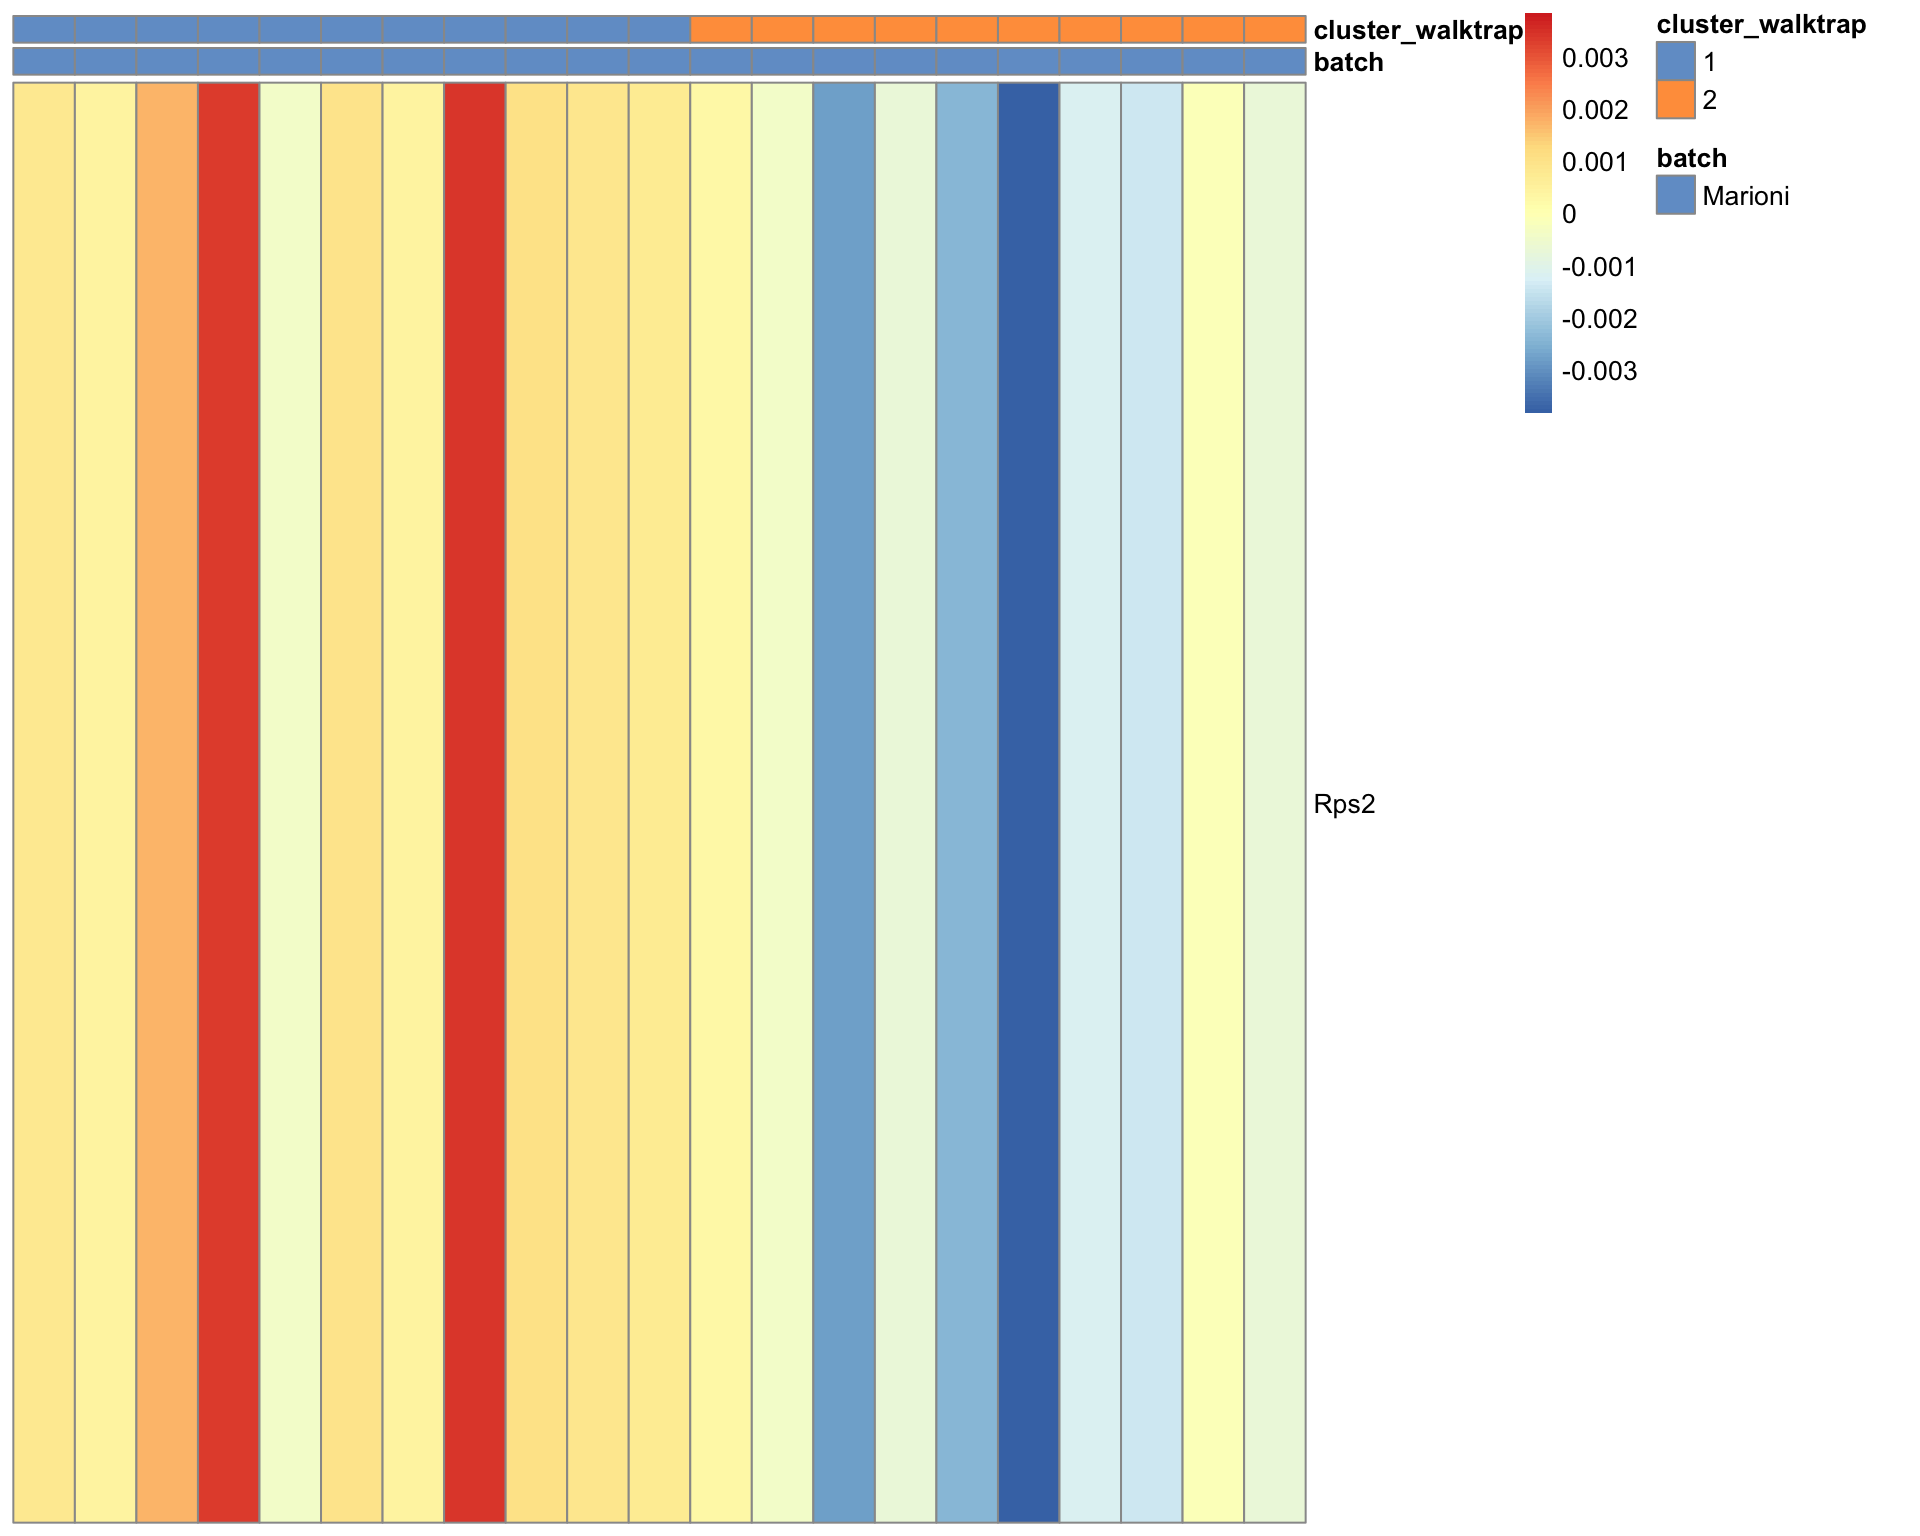 cluster_walktrap
batch
Rps2
0.003
0.002
0.001
0
-0.001
-0.002
-0.003
cluster_walktrap
1
2
batch
Marioni